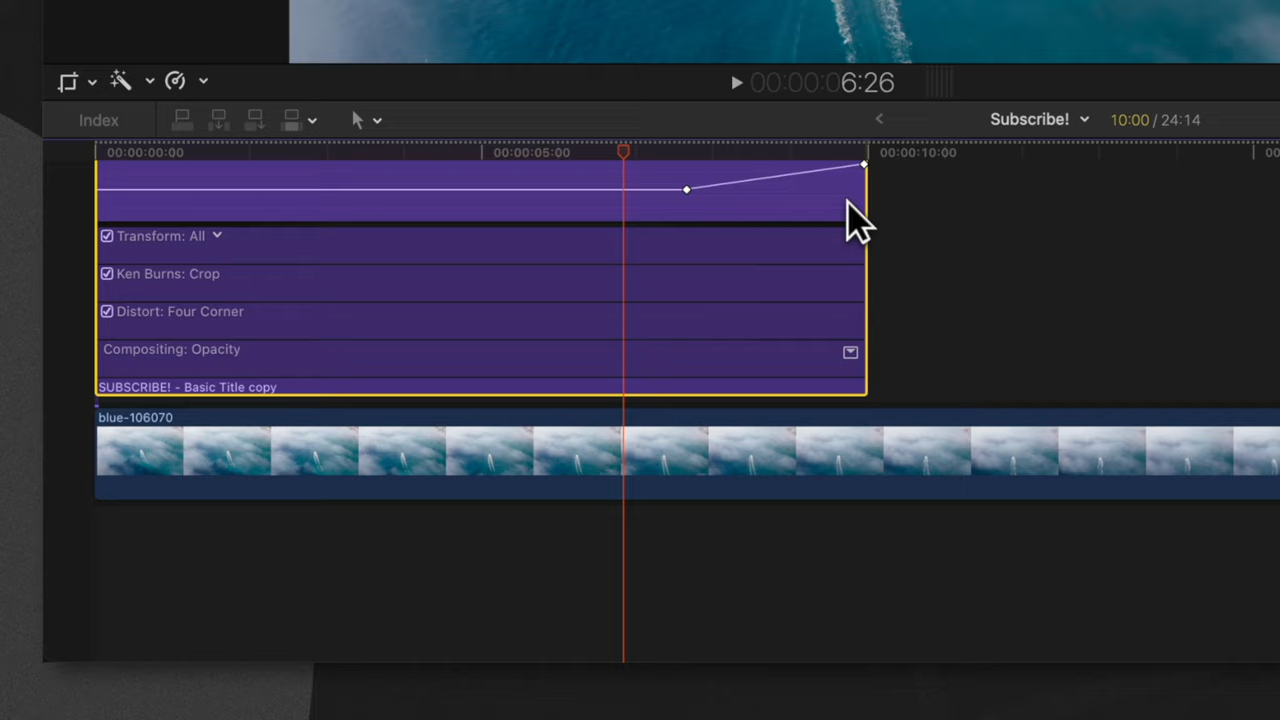 00:00:06:26
Index
Subscribe!
10:00 / 24:14
00:00:00:00
00:00:05:00
00:00:10:00
Transform: All
Ken Burns: Crop
Distort: Four Corner
Compositing: Opacity
SUBSCRIBE! - Basic Title copy
blue-106070